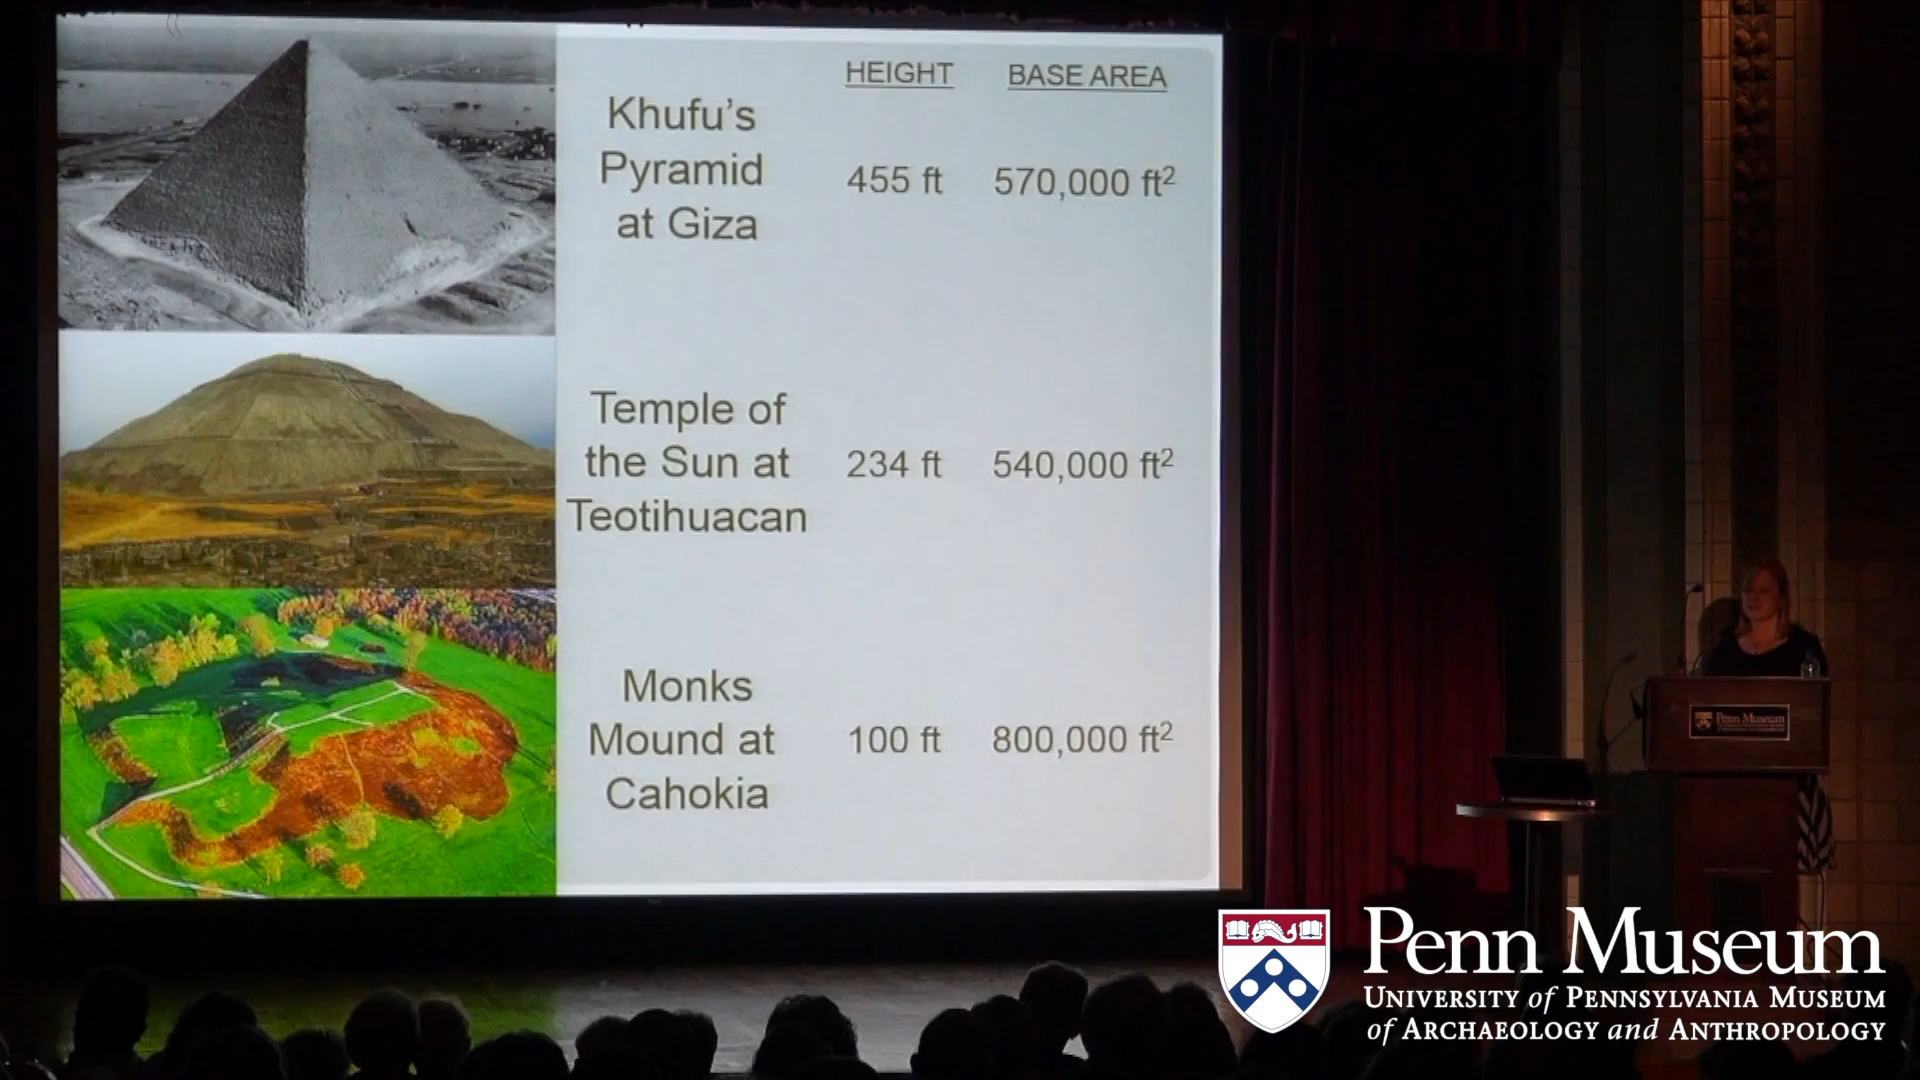 HEIGHT BASE AREA
Khufu's
Pyramid
at Giza
455 ft 570,000 ft²
Temple of
the Sun at
Teotihuacan
234 ft 540,000 ft²
Monks
Mound at
Cahokia
100 ft 800,000 ft²
Penn Museum
Penn Museum
UNIVERSITY of PENNSYLVANIA MUSEUM
of ARCHAEOLOGY and ANTHROPOLOGY